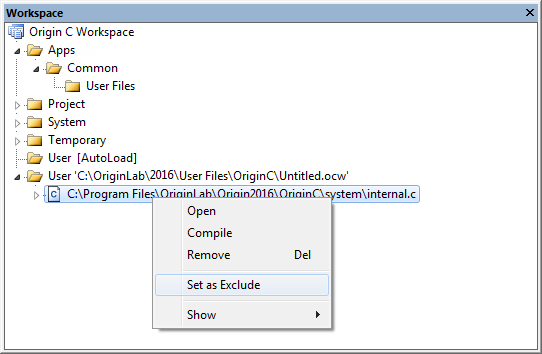 Workspace
Origin C Workspace
Apps
Common
User Files
Project
System
Temporary
User [AutoLoad]
User 'C:\OriginLab\2016\User Files\OriginC\Untitled.ocw'
C:\Program Files\OriginLab\Origin2016\OriginC\system\internal.c
Open
Compile
Remove Del
Set as Exclude
Show